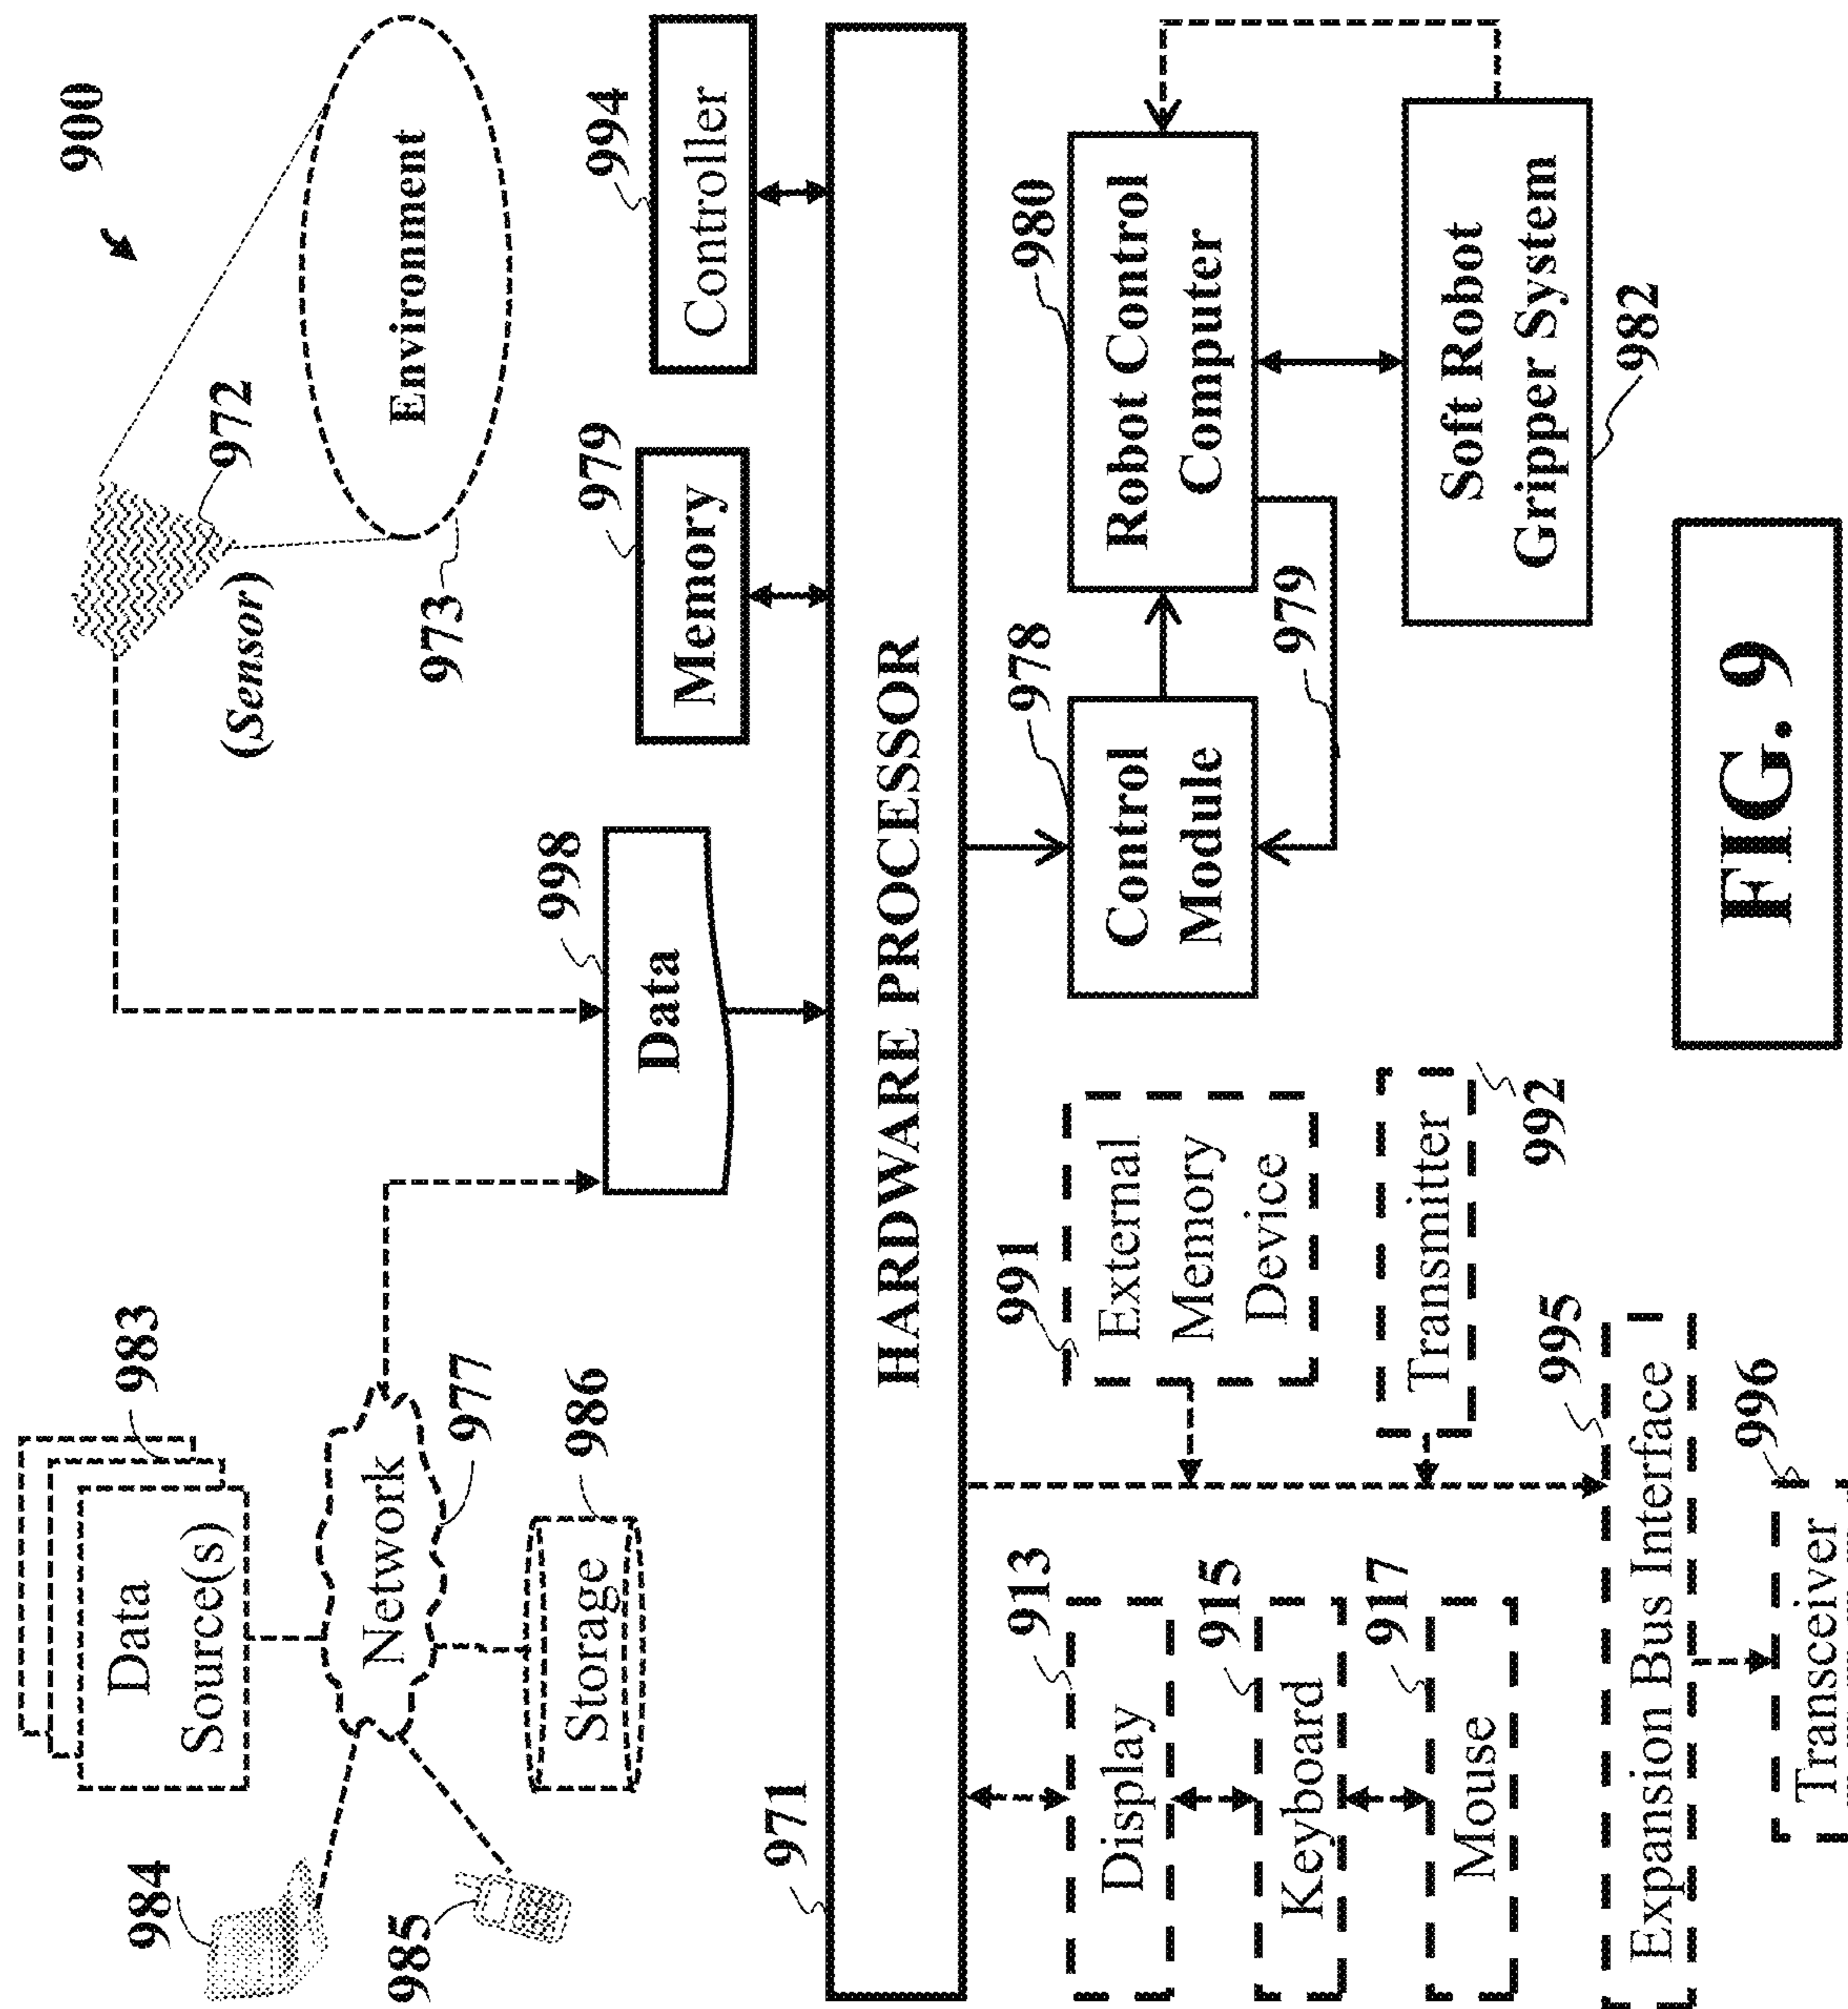 900
984
985
Data
Source(s)
983
Network
977
Storage
986
(Sensor)
972
973
Environment
Data
998
Memory
979
Controller
994
971
HARDWARE PROCESSOR
Display
913
Keyboard
915
Mouse
917
991
External
Memory
Device
Transmitter
992
Expansion Bus Interface
995
Transceiver
996
Control
Module
978
Robot Control
Computer
980
979
Soft Robot
Gripper System
982
FIG. 9